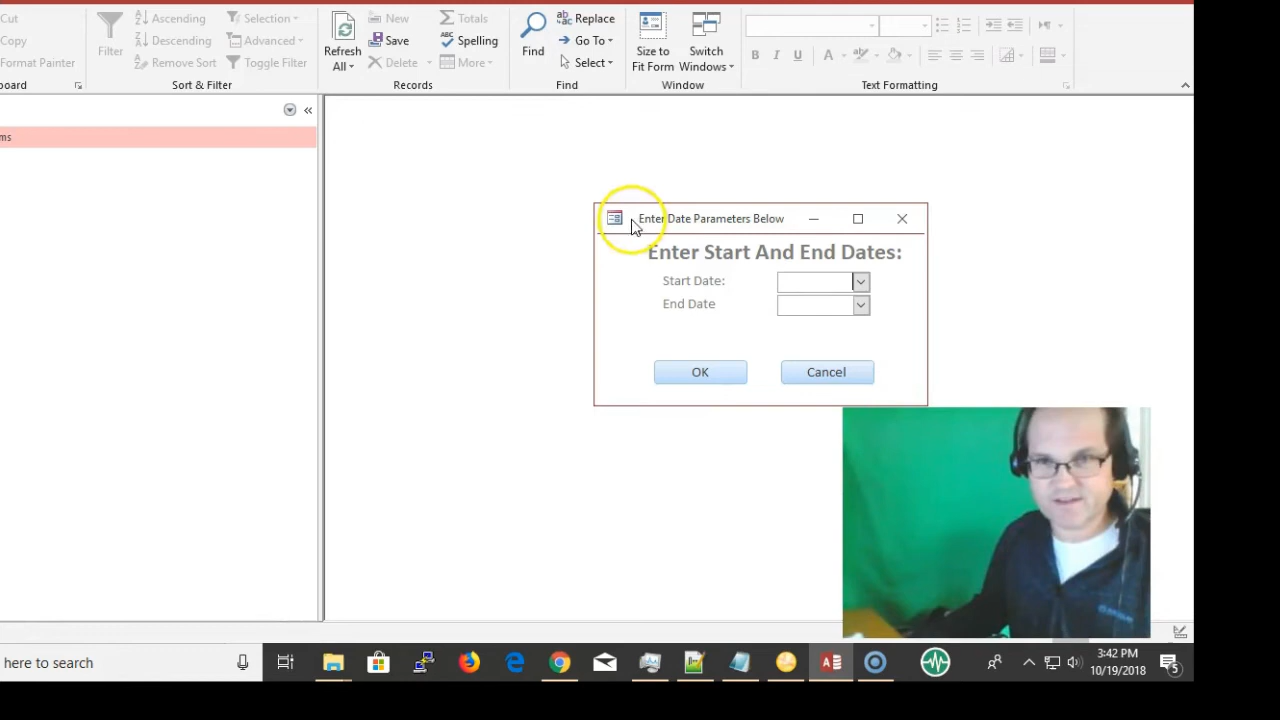 Cut
Copy
Format Painter
board
Filter
Ascending
Descending
Remove Sort
Selection
Advanced
Toggle Filter
Sort & Filter
Refresh
All
New
Save
Delete
Totals
Spelling
More
Records
Find
Replace
Go To
Select
Find
Size to
Fit Form
Switch
Windows
Window
B I U A
Text Formatting
ms
Enter Date Parameters Below
Enter Start And End Dates:
Start Date:
End Date
OK
Cancel
here to search
3:42 PM
10/19/2018
5